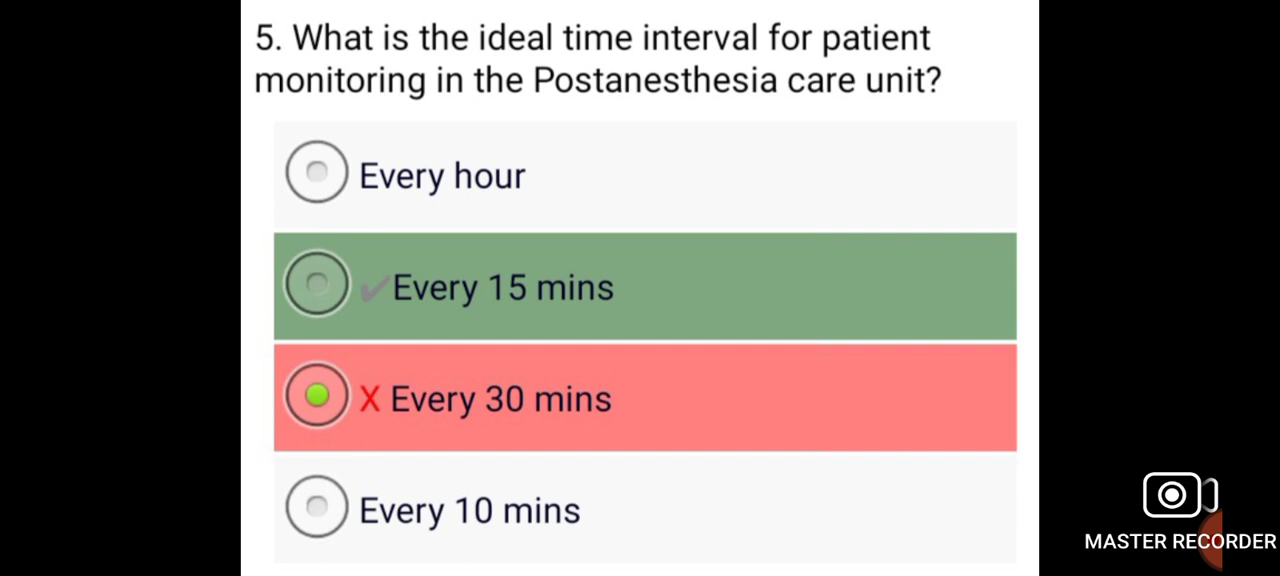 5. What is the ideal time interval for patient
monitoring in the Postanesthesia care unit?
Every hour
✔Every 15 mins
X Every 30 mins
Every 10 mins
MASTER RECORDER